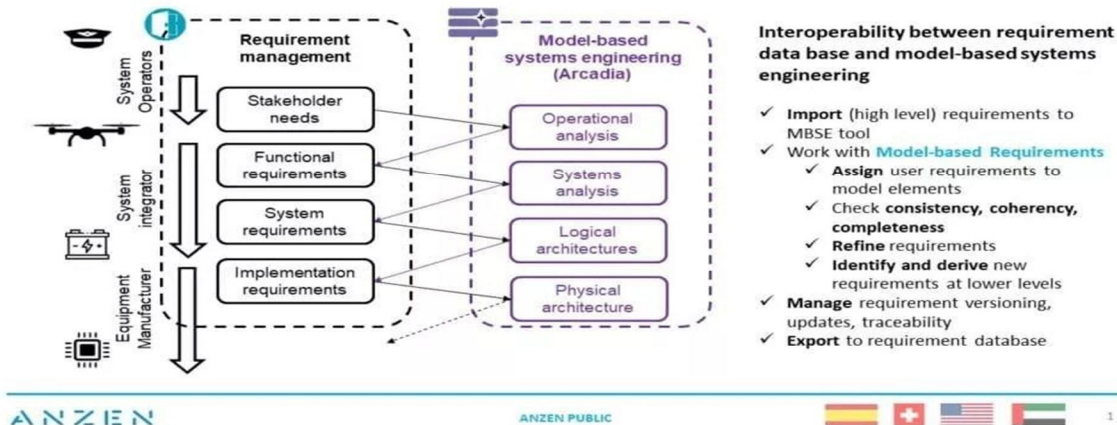 System
Operators
System
integrator
Equipment
Manufacturer
Requirement
management
Stakeholder
needs
Functional
requirements
System
requirements
Implementation
requirements
Model-based
systems engineering
(Arcadia)
Operational
analysis
Systems
analysis
Logical
architectures
Physical
architecture
Interoperability between requirement
data base and model-based systems
engineering
✓ Import (high level) requirements to
MBSE tool
✓ Work with Model-based Requirements
✓ Assign user requirements to
model elements
✓ Check consistency, coherency,
completeness
✓ Refine requirements
✓ Identify and derive new
requirements at lower levels
✓ Manage requirement versioning,
updates, traceability
✓ Export to requirement database
ANZEN
ANZEN PUBLIC
1